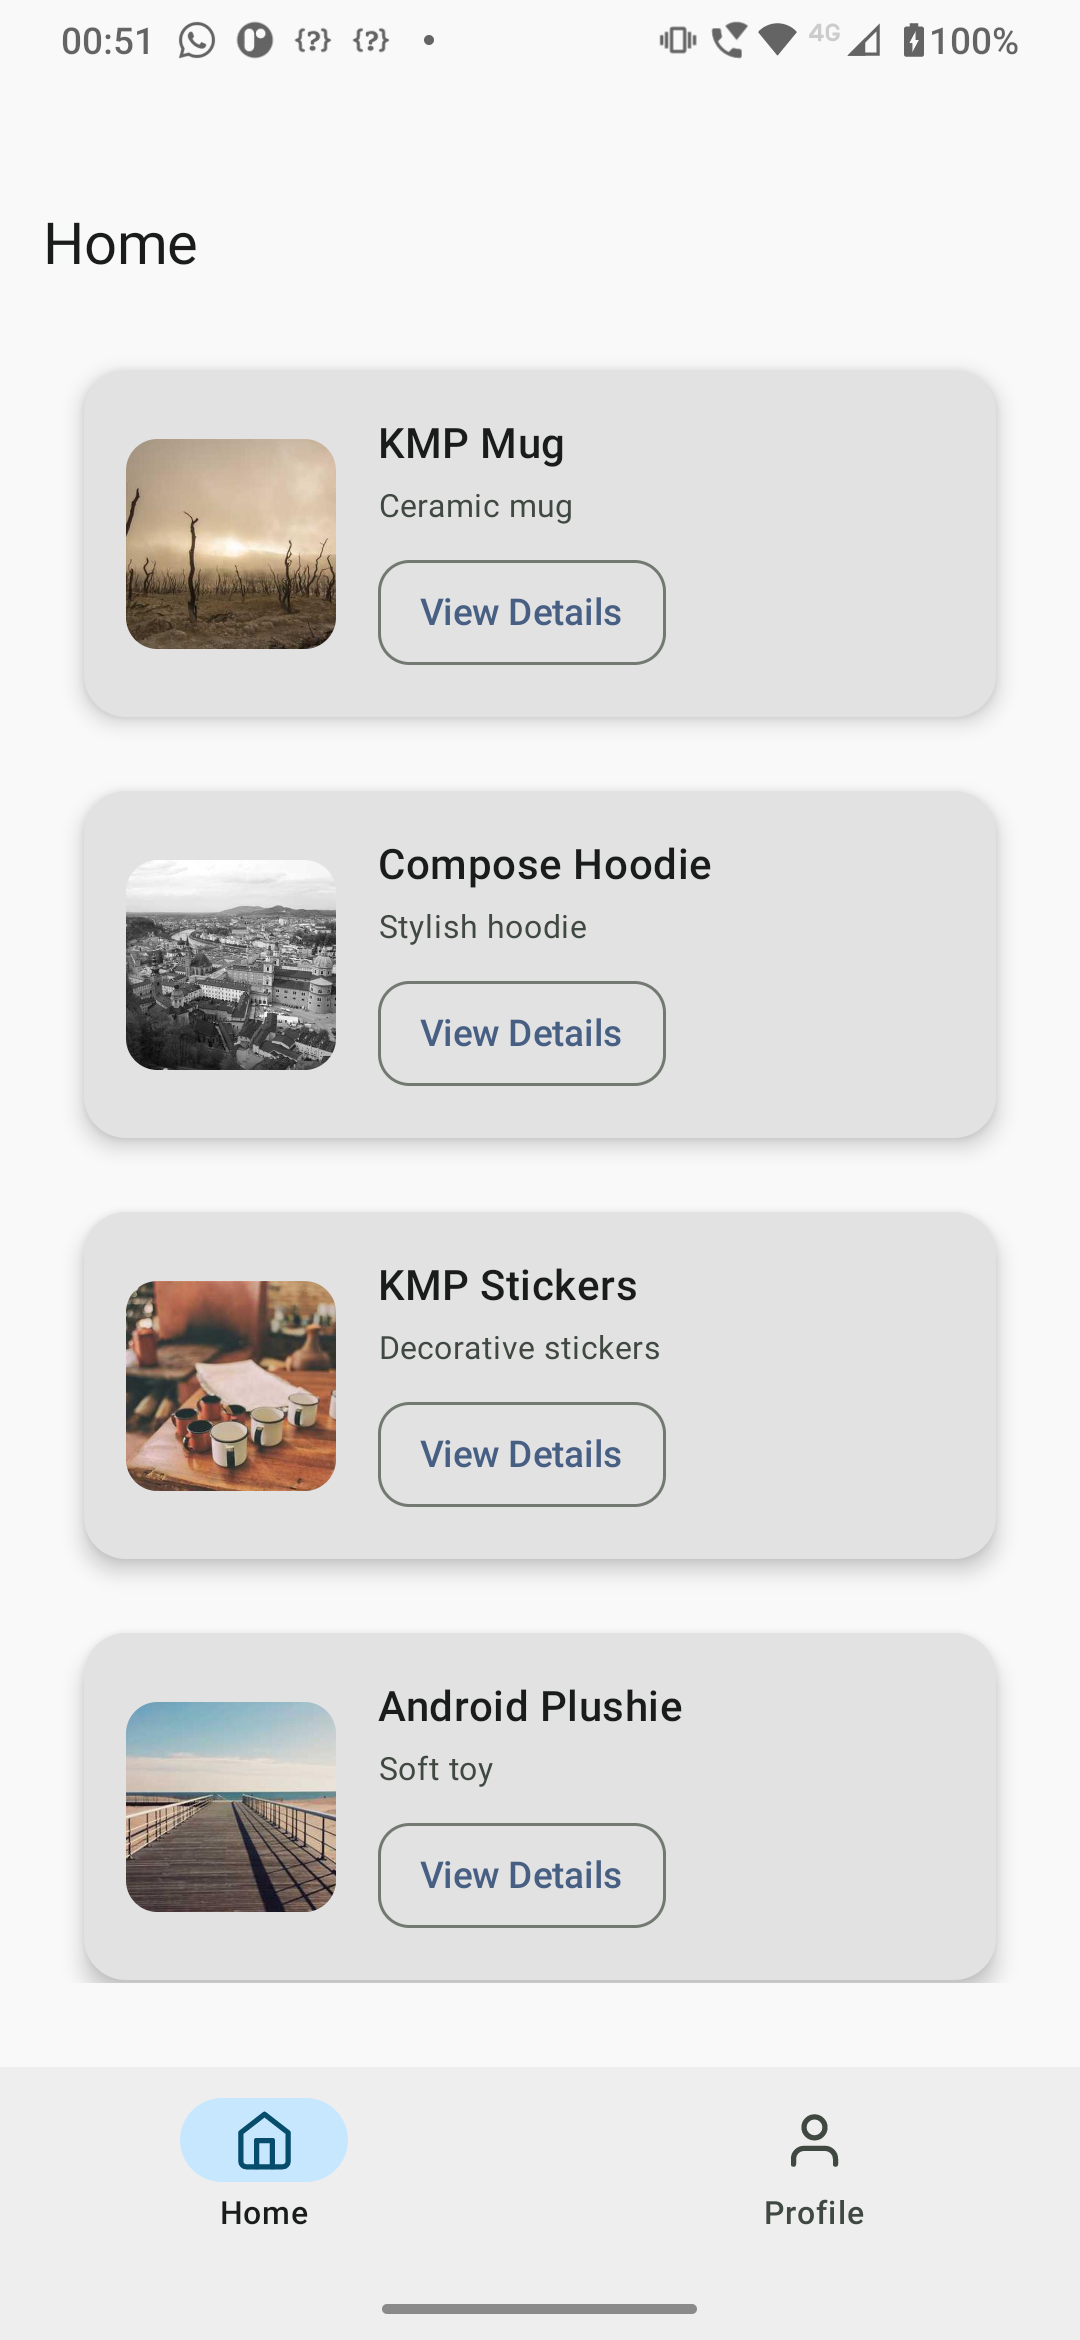 00:51 {?} {?} 4G 100%
Home
KMP Mug
Ceramic mug
View Details
Compose Hoodie
Stylish hoodie
View Details
KMP Stickers
Decorative stickers
View Details
Android Plushie
Soft toy
View Details
Home
Profile